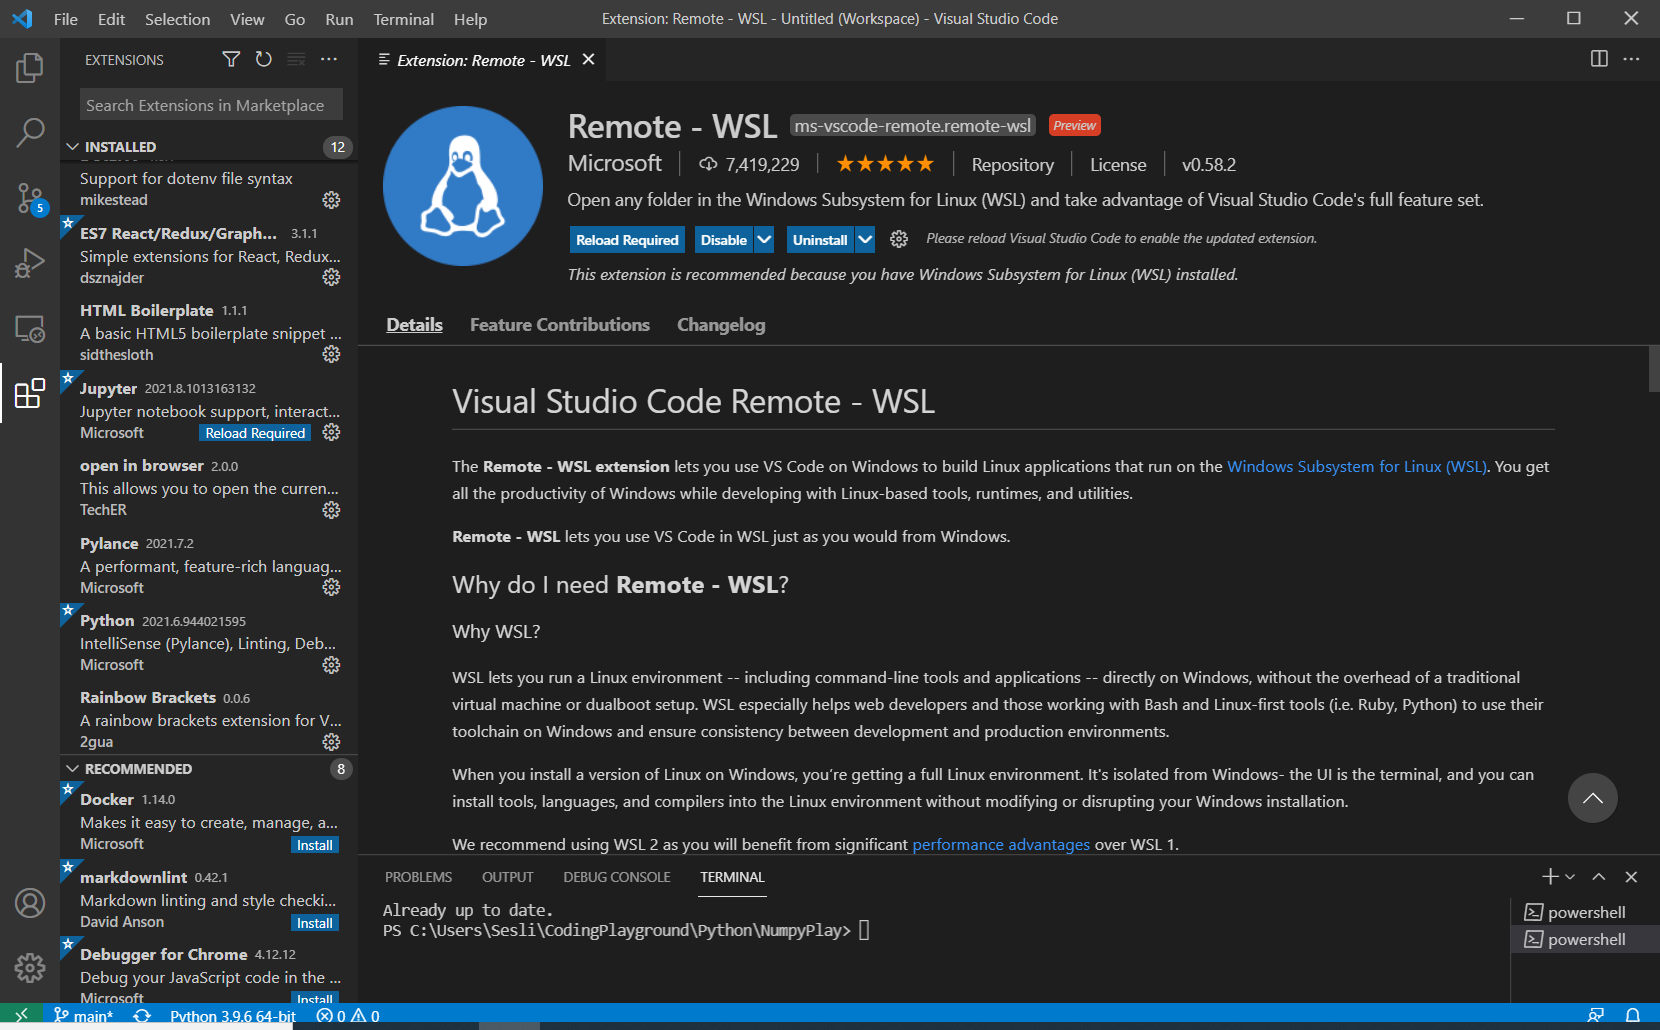 File Edit Selection View Go Run Terminal Help
Extension: Remote - WSL - Untitled (Workspace) - Visual Studio Code
EXTENSIONS
Search Extensions in Marketplace
INSTALLED 12
Support for dotenv file syntax
mikestead
5
ES7 React/Redux/Graph... 3.1.1
Simple extensions for React, Redux...
dsznajder
HTML Boilerplate 1.1.1
A basic HTML5 boilerplate snippet ...
sidthesloth
Jupyter 2021.8.1013163132
Jupyter notebook support, interact...
Microsoft Reload Required
open in browser 2.0.0
This allows you to open the curren...
TechER
Pylance 2021.7.2
A performant, feature-rich languag...
Microsoft
Python 2021.6.944021595
IntelliSense (Pylance), Linting, Deb...
Microsoft
Rainbow Brackets 0.0.6
A rainbow brackets extension for V...
2gua
RECOMMENDED 8
Docker 1.14.0
Makes it easy to create, manage, a...
Microsoft Install
markdownlint 0.42.1
Markdown linting and style checki...
David Anson Install
Debugger for Chrome 4.12.12
Debug your JavaScript code in the ...
Microsoft Install
Extension: Remote - WSL
Remote - WSL ms-vscode-remote.remote-wsl Preview
Microsoft 7,419,229 Repository License v0.58.2
Open any folder in the Windows Subsystem for Linux (WSL) and take advantage of Visual Studio Code's full feature set.
Reload Required Disable Uninstall Please reload Visual Studio Code to enable the updated extension.
This extension is recommended because you have Windows Subsystem for Linux (WSL) installed.
Details Feature Contributions Changelog
Visual Studio Code Remote - WSL
The Remote - WSL extension lets you use VS Code on Windows to build Linux applications that run on the Windows Subsystem for Linux (WSL). You get
all the productivity of Windows while developing with Linux-based tools, runtimes, and utilities.
Remote - WSL lets you use VS Code in WSL just as you would from Windows.
Why do I need Remote - WSL?
Why WSL?
WSL lets you run a Linux environment -- including command-line tools and applications -- directly on Windows, without the overhead of a traditional
virtual machine or dualboot setup. WSL especially helps web developers and those working with Bash and Linux-first tools (i.e. Ruby, Python) to use their
toolchain on Windows and ensure consistency between development and production environments.
When you install a version of Linux on Windows, you’re getting a full Linux environment. It's isolated from Windows- the UI is the terminal, and you can
install tools, languages, and compilers into the Linux environment without modifying or disrupting your Windows installation.
We recommend using WSL 2 as you will benefit from significant performance advantages over WSL 1.
PROBLEMS OUTPUT DEBUG CONSOLE TERMINAL
Already up to date.
PS C:\Users\Sesli\CodingPlayground\Python\NumpyPlay>
powershell
powershell
main* Python 3.9.6 64-bit 0 0